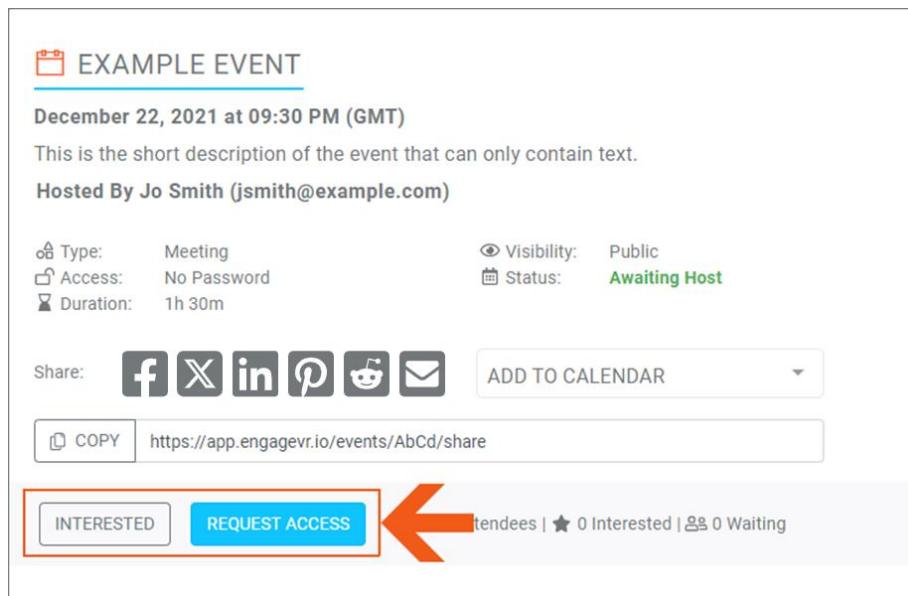 EXAMPLE EVENT
December 22, 2021 at 09:30 PM (GMT)
This is the short description of the event that can only contain text.
Hosted By Jo Smith (jsmith@example.com)
Type: Meeting Visibility: Public
Access: No Password Status: Awaiting Host
Duration: 1h 30m
Share: ADD TO CALENDAR
COPY https://app.engagevr.io/events/AbCd/share
INTERESTED REQUEST ACCESS tendees | 0 Interested | 0 Waiting